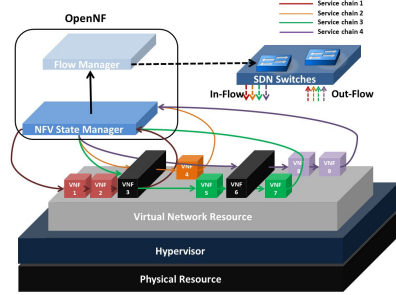 OpenNF
Service chain 1
Service chain 2
Service chain 3
Service chain 4
Flow Manager
SDN Switches
In-Flow
Out-Flow
NFV State Manager
VNF
1
VNF
2
VNF
3
VNF
4
VNF
5
VNF
6
VNF
7
VNF
8
VNF
9
Virtual Network Resource
Hypervisor
Physical Resource